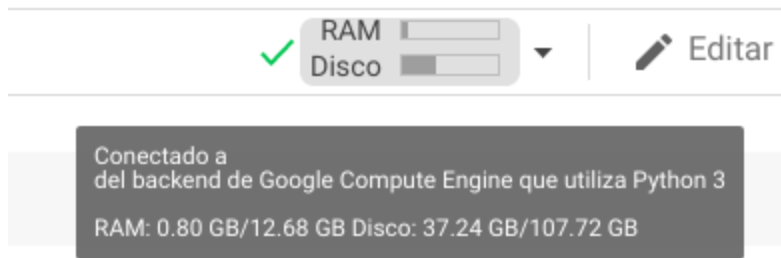 RAM
Disco
Editar
Conectado a
del backend de Google Compute Engine que utiliza Python 3
RAM: 0.80 GB/12.68 GB Disco: 37.24 GB/107.72 GB